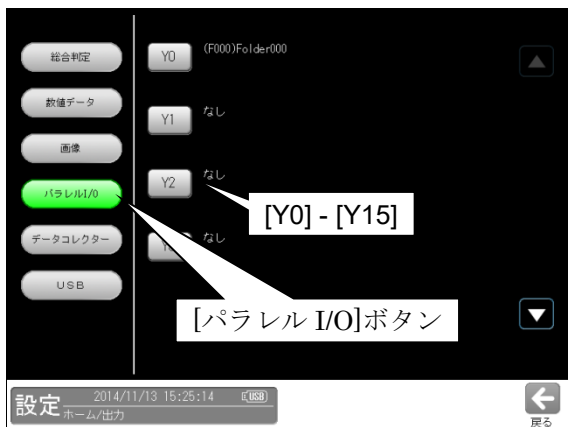 総合判定
数値データ
画像
パラレルI/O
データコレクター
USB
Y0
(F000)Folder000
Y1
なし
Y2
なし
なし
[Y0] - [Y15]
[パラレル I/O]ボタン
設定
2014/11/13 15:25:14
USB
ホーム/出力
戻る